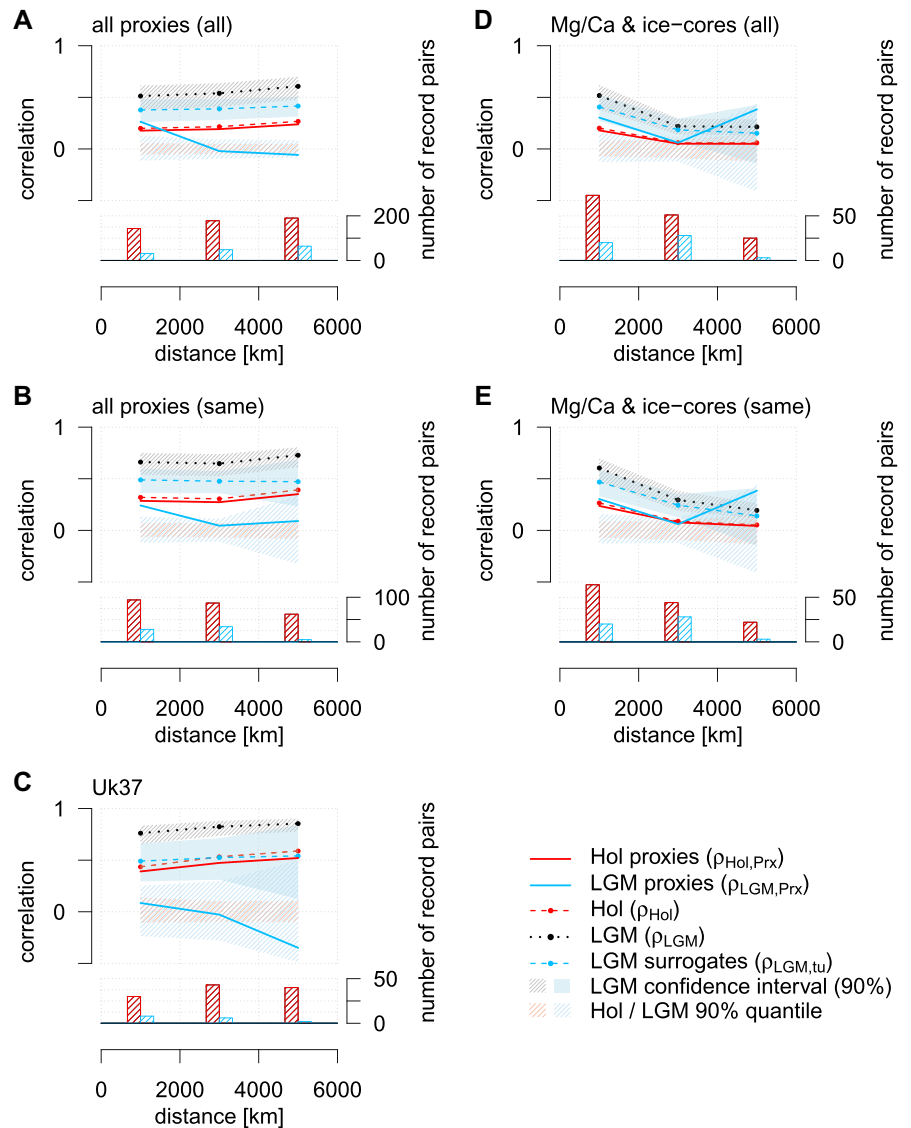 A all proxies (all)
1
0
correlation
200
0
number of record pairs
0 2000 4000 6000
distance [km]
D Mg/Ca & ice−cores (all)
1
0
correlation
50
0
number of record pairs
0 2000 4000 6000
distance [km]
B all proxies (same)
1
0
correlation
100
0
number of record pairs
0 2000 4000 6000
distance [km]
E Mg/Ca & ice−cores (same)
1
0
correlation
50
0
number of record pairs
0 2000 4000 6000
distance [km]
C Uk37
1
0
correlation
50
0
number of record pairs
0 2000 4000 6000
distance [km]
Hol proxies (ρHol,Prx)
LGM proxies (ρLGM,Prx)
Hol (ρHol)
LGM (ρLGM)
LGM surrogates (ρLGM,tu)
LGM confidence interval (90%)
Hol / LGM 90% quantile